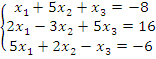 x₁ + 5x₂ + x₃ = −8
2x₁ − 3x₂ + 5x₃ = 16
5x₁ + 2x₂ − x₃ = −6